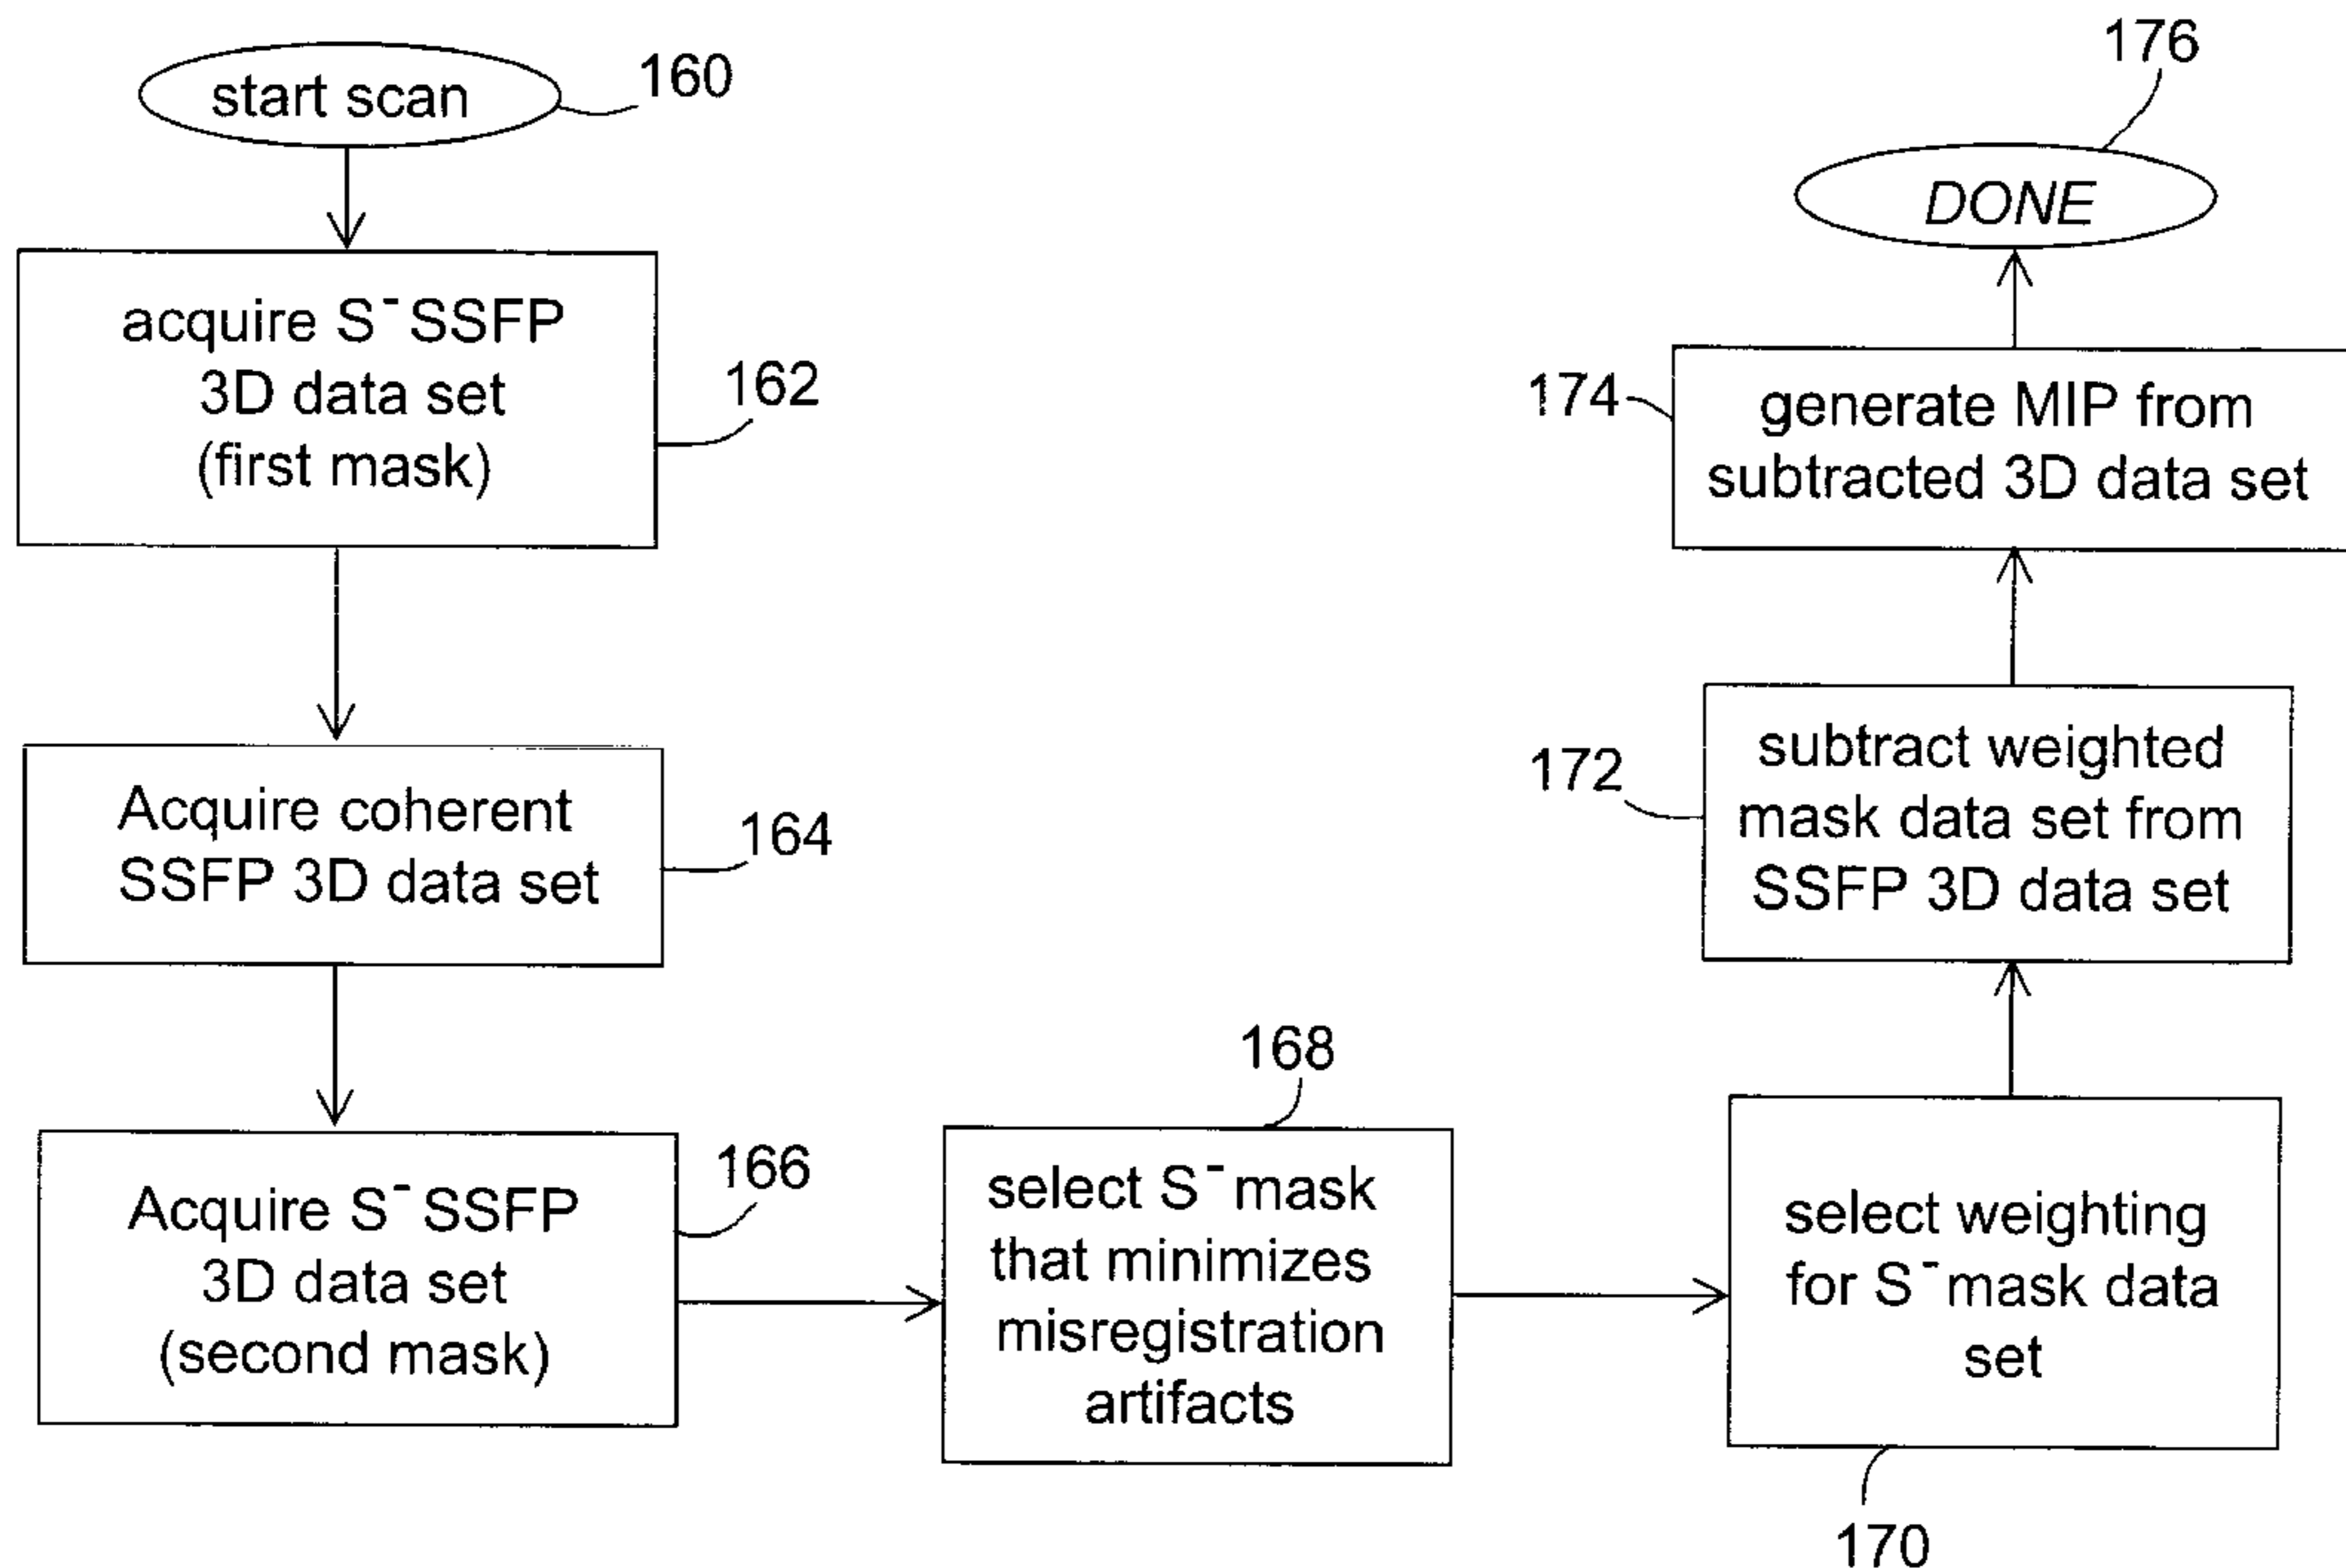 start scan
160
acquire S⁻SSFP
3D data set
(first mask)
162
Acquire coherent
SSFP 3D data set
164
Acquire S⁻SSFP
3D data set
(second mask)
166
168
select S⁻mask
that minimizes
misregistration
artifacts
select weighting
for S⁻mask data
set
170
172
subtract weighted
mask data set from
SSFP 3D data set
174
generate MIP from
subtracted 3D data set
DONE
176